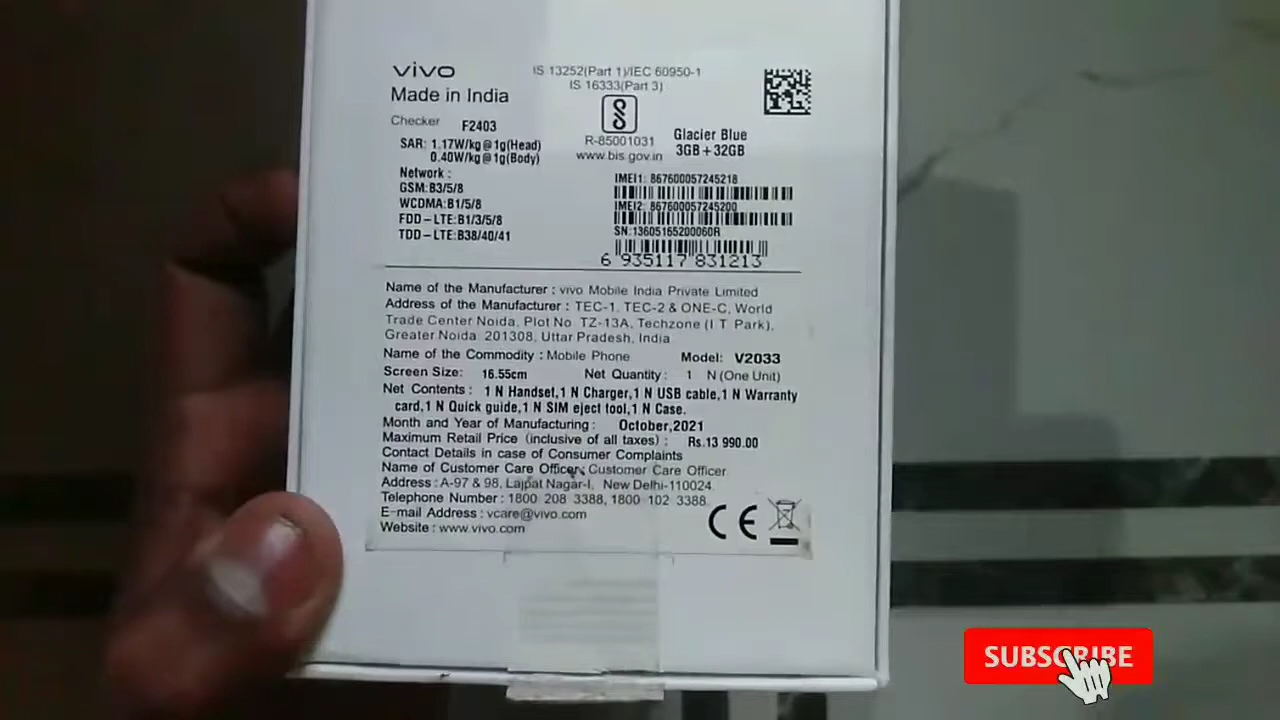 vivo
Made in India
Checker F2403
SAR: 1.17W/kg@1g(Head)
0.40W/kg@1g(Body)
Network :
GSM:B3/5/8
WCDMA:B1/5/8
FDD-LTE:B1/3/5/8
TDD-LTE:B38/40/41
IS 13252(Part 1)/IEC 60950-1
IS 16333(Part 3)
R-85001031
www.bis.gov.in
Glacier Blue
3GB+32GB
IMEI1: 867600057245218
IMEI2: 867600057245200
SN:13605165200060R
6 935117 831213
Name of the Manufacturer : vivo Mobile India Private Limited
Address of the Manufacturer : TEC-1, TEC-2 & ONE-C, World
Trade Center Noida, Plot No TZ-13A, Techzone (I T Park),
Greater Noida 201308, Uttar Pradesh, India
Name of the Commodity : Mobile Phone Model: V2033
Screen Size: 16.55cm Net Quantity : 1 N (One Unit)
Net Contents : 1 N Handset,1 N Charger,1 N USB cable,1 N Warranty
card,1 N Quick guide,1 N SIM eject tool,1 N Case.
Month and Year of Manufacturing : October,2021
Maximum Retail Price (inclusive of all taxes) : Rs.13 990.00
Contact Details in case of Consumer Complaints
Name of Customer Care Officer: Customer Care Officer
Address : A-97 & 98, Lajpat Nagar-I, New Delhi-110024
Telephone Number : 1800 208 3388, 1800 102 3388
E-mail Address : vcare@vivo.com
Website : www.vivo.com
CE
SUBSCRIBE